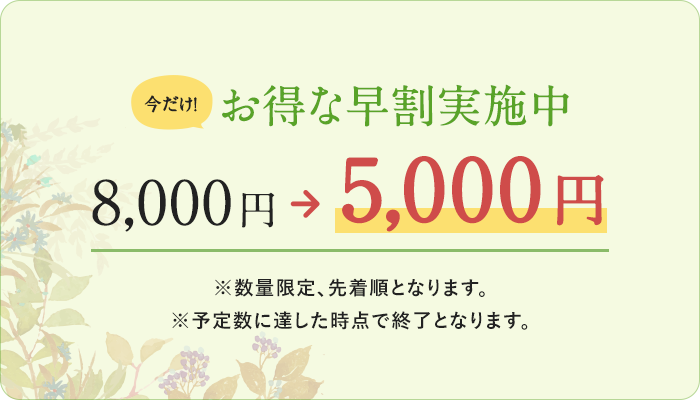 今だけ!
お得な早割実施中
8,000円→5,000円
※数量限定、先着順となります。
※予定数に達した時点で終了となります。